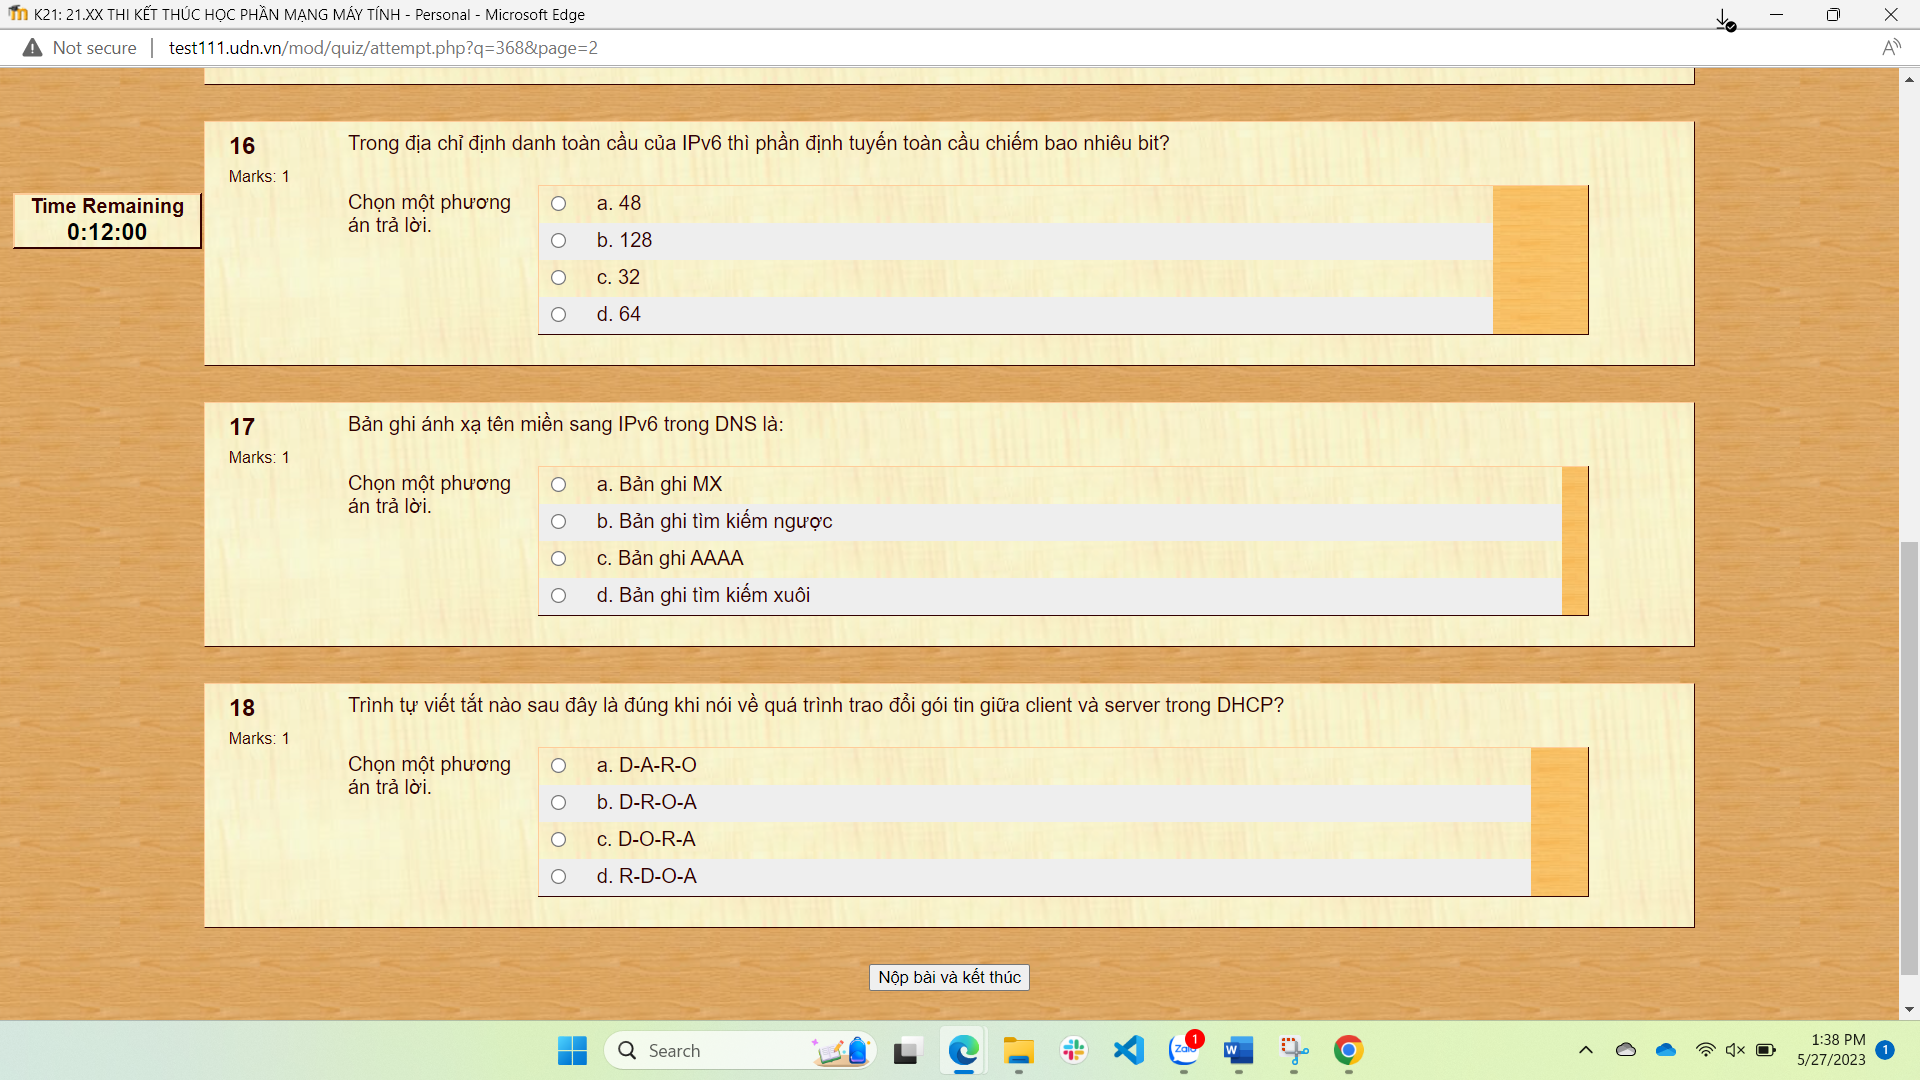 K21: 21.XX THI KẾT THÚC HỌC PHẦN MẠNG MÁY TÍNH - Personal - Microsoft Edge
Not secure | test111.udn.vn/mod/quiz/attempt.php?q=368&page=2
Time Remaining
0:12:00
16
Marks: 1
Trong địa chỉ định danh toàn cầu của IPv6 thì phần định tuyến toàn cầu chiếm bao nhiêu bit?
Chọn một phương
án trả lời.
a. 48
b. 128
c. 32
d. 64
17
Marks: 1
Bản ghi ánh xạ tên miền sang IPv6 trong DNS là:
Chọn một phương
án trả lời.
a. Bản ghi MX
b. Bản ghi tìm kiếm ngược
c. Bản ghi AAAA
d. Bản ghi tìm kiếm xuôi
18
Marks: 1
Trình tự viết tắt nào sau đây là đúng khi nói về quá trình trao đổi gói tin giữa client và server trong DHCP?
Chọn một phương
án trả lời.
a. D-A-R-O
b. D-R-O-A
c. D-O-R-A
d. R-D-O-A
Nộp bài và kết thúc
Search
Zalo
1
W
1:38 PM
5/27/2023
1